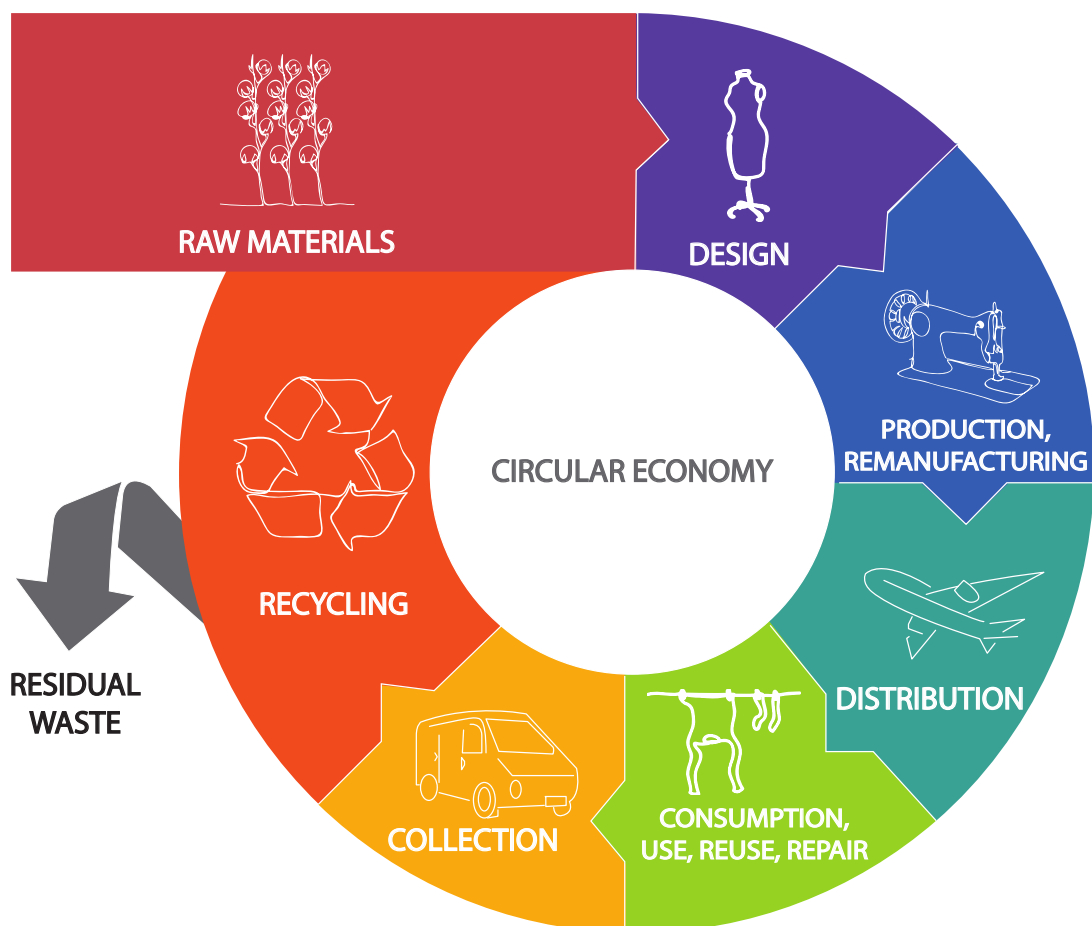 RAW MATERIALS
DESIGN
PRODUCTION,
REMANUFACTURING
CIRCULAR ECONOMY
DISTRIBUTION
CONSUMPTION,
USE, REUSE, REPAIR
COLLECTION
RECYCLING
RESIDUAL
WASTE